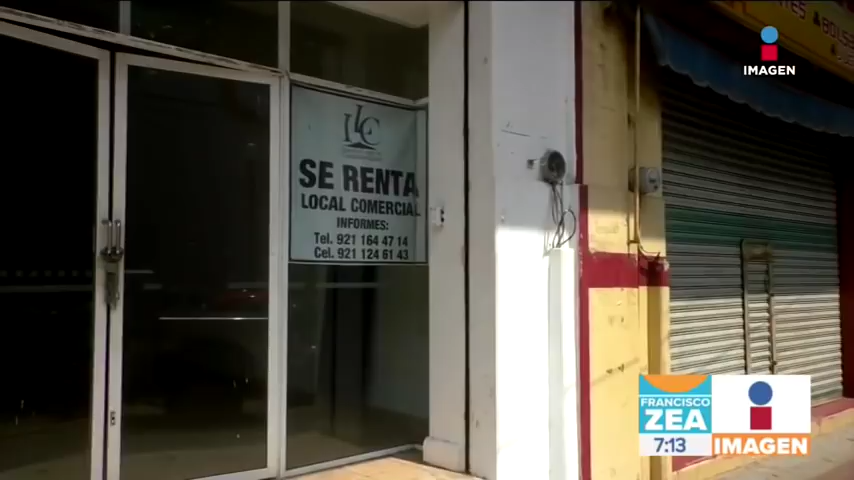 IMAGEN
LLC
SE RENTA
LOCAL COMERCIAL
INFORMES:
Tel. 921 164 47 14
Cel. 921 124 61 43
FRANCISCO
ZEA
7:13
IMAGEN